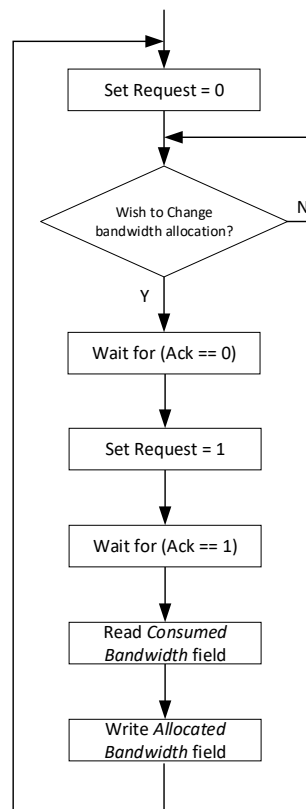 Set Request = 0
Wish to Change
bandwidth allocation?
N
Y
Wait for (Ack == 0)
Set Request = 1
Wait for (Ack == 1)
Read Consumed
Bandwidth field
Write Allocated
Bandwidth field